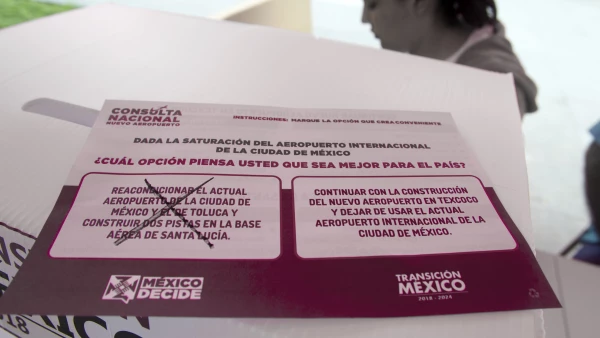 CONSULTA
NACIONAL
NUEVO AEROPUERTO
INSTRUCCIONES: MARQUE LA OPCIÓN QUE CREA CONVENIENTE
DADA LA SATURACIÓN DEL AEROPUERTO INTERNACIONAL
DE LA CIUDAD DE MÉXICO
¿CUÁL OPCIÓN PIENSA USTED QUE SEA MEJOR PARA EL PAÍS?
REACONDICIONAR EL ACTUAL
AEROPUERTO DE LA CIUDAD DE
MÉXICO Y EL DE TOLUCA Y
CONSTRUIR DOS PISTAS EN LA BASE
AÉREA DE SANTA LUCÍA.
CONTINUAR CON LA CONSTRUCCIÓN
DEL NUEVO AEROPUERTO EN TEXCOCO
Y DEJAR DE USAR EL ACTUAL
AEROPUERTO INTERNACIONAL DE LA
CIUDAD DE MÉXICO.
MÉXICO
DECIDE
TRANSICIÓN
MÉXICO
2018 - 2024